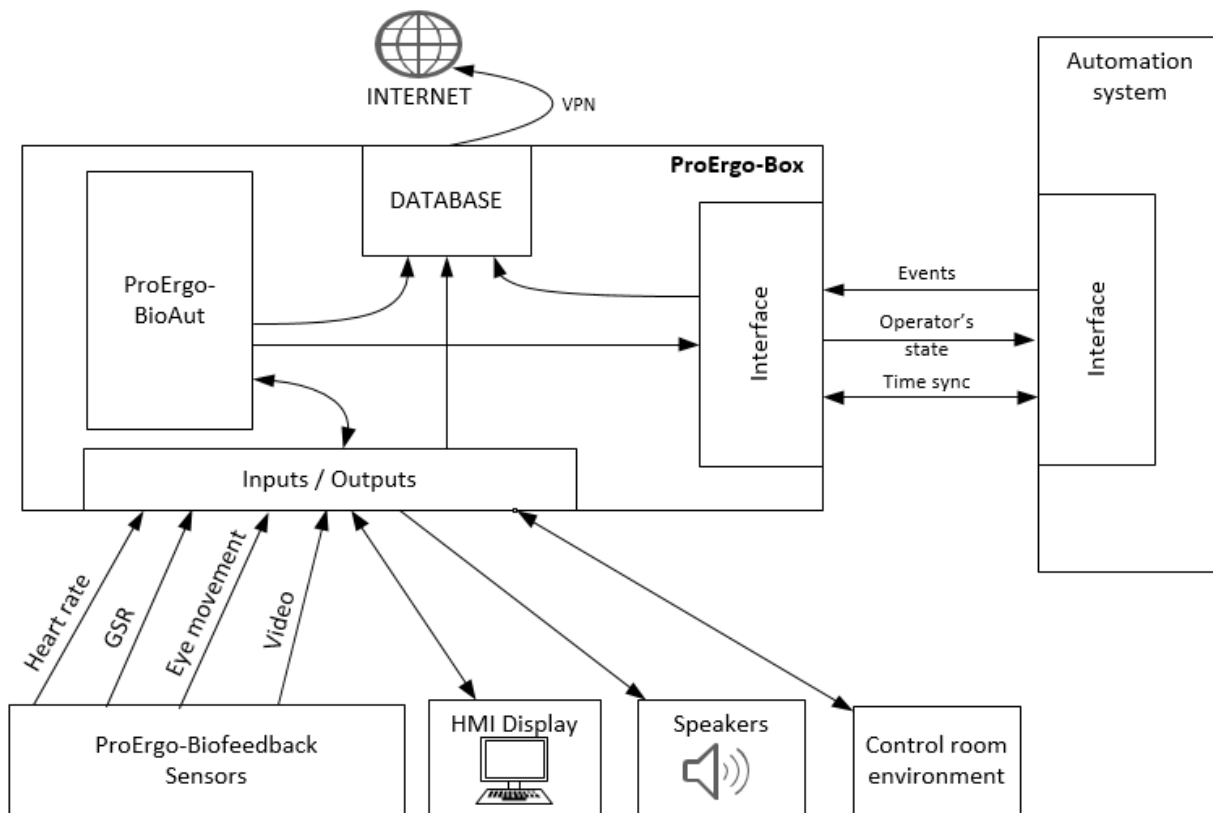 INTERNET
VPN
Automation
system
ProErgo-Box
DATABASE
ProErgo-
BioAut
Interface
Events
Operator's
state
Time sync
Interface
Inputs / Outputs
Heart rate
GSR
Eye movement
Video
ProErgo-Biofeedback
Sensors
HMI Display
Speakers
Control room
environment